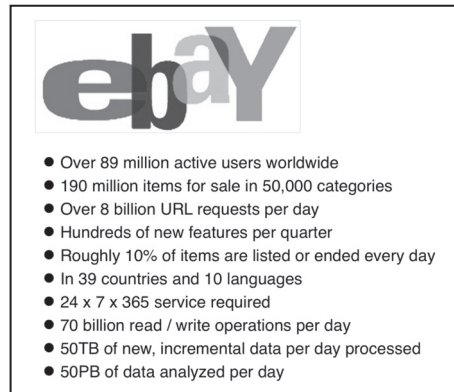 ebaY
● Over 89 million active users worldwide
● 190 million items for sale in 50,000 categories
● Over 8 billion URL requests per day
● Hundreds of new features per quarter
● Roughly 10% of items are listed or ended every day
● In 39 countries and 10 languages
● 24 x 7 x 365 service required
● 70 billion read / write operations per day
● 50TB of new, incremental data per day processed
● 50PB of data analyzed per day